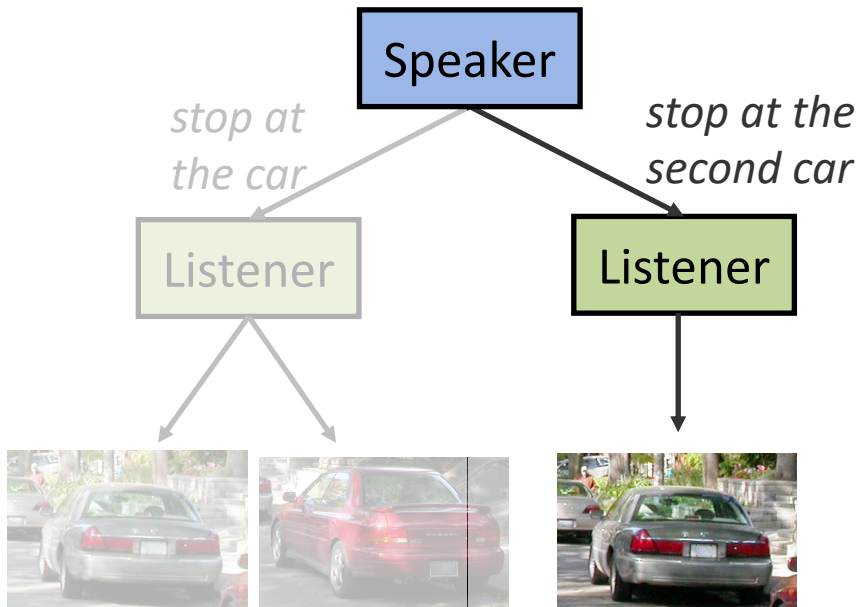 Speaker
stop at
the car
stop at the
second car
Listener
Listener